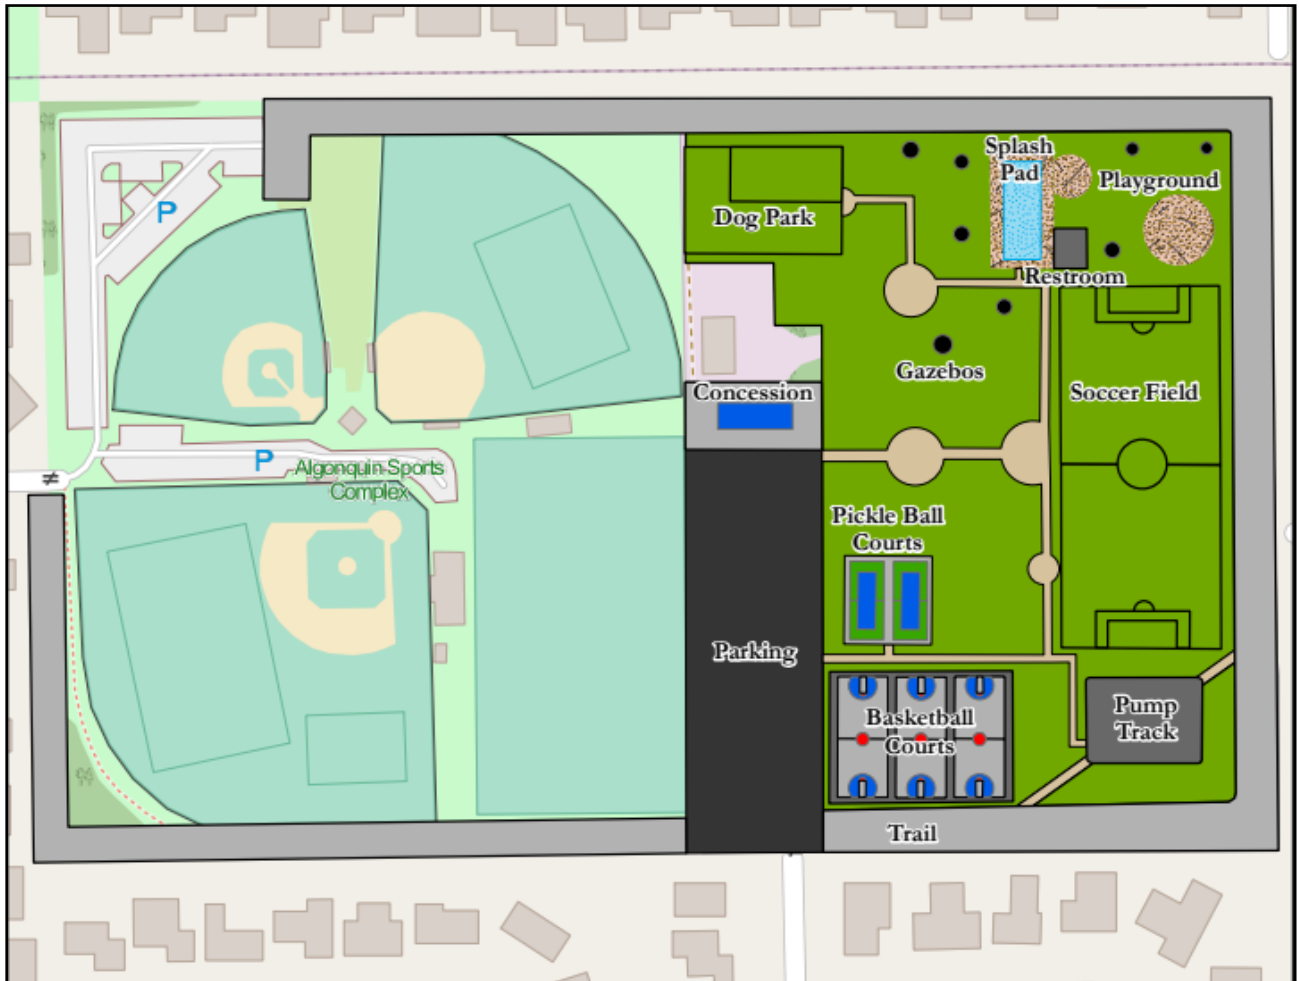 Splash
Pad
Playground
P
Dog Park
Restroom
Gazebos
Concession
Soccer Field
P
Algonquin Sports
Complex
Pickle Ball
Courts
Parking
Basketball
Courts
Pump
Track
Trail